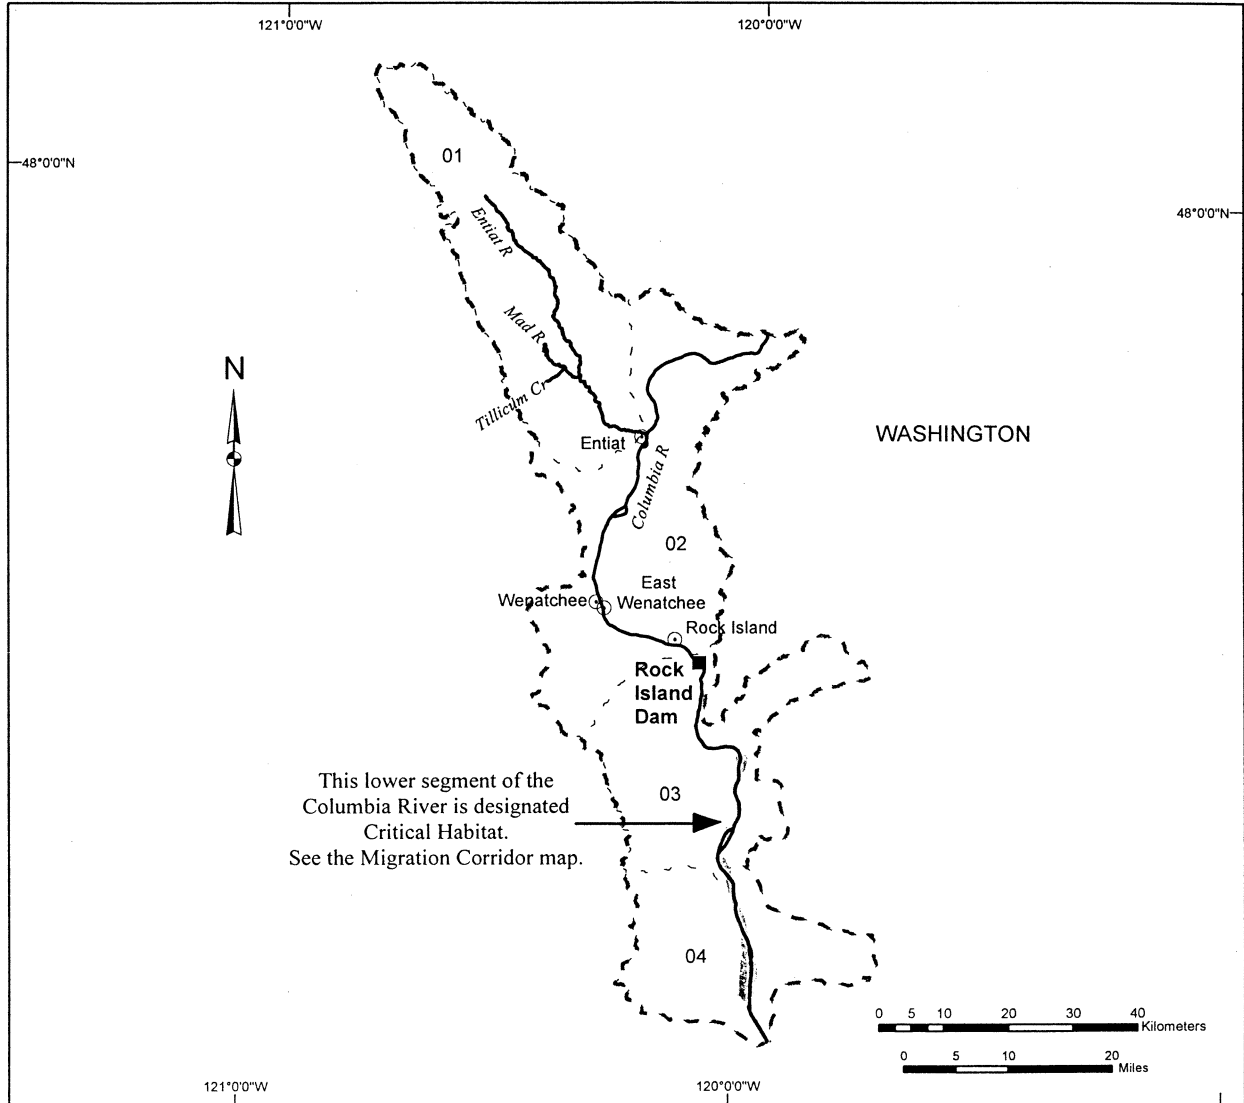 121°0'0"W
120°0'0"W
48°0'0"N
48°0'0"N
01
Entiat R
Mad R
Tillicum Cr
N
WASHINGTON
Entiat
Columbia R
02
East
Wenatchee
Wenatchee
Rock Island
Rock
Island
Dam
This lower segment of the
Columbia River is designated
Critical Habitat.
See the Migration Corridor map.
03
04
0 5 10 20 30 40
Kilometers
0 5 10 20
Miles
121°0'0"W
120°0'0"W